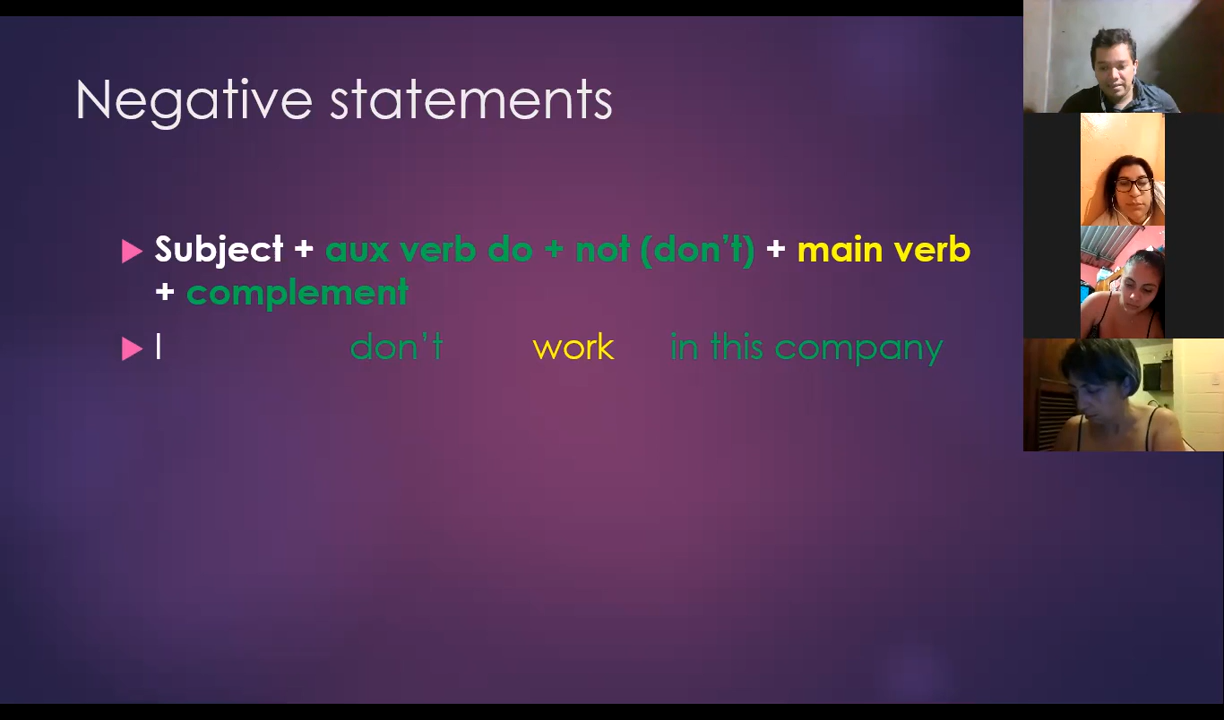 Negative statements
Subject + aux verb do + not (don't) + main verb
+ complement
I don't work in this company